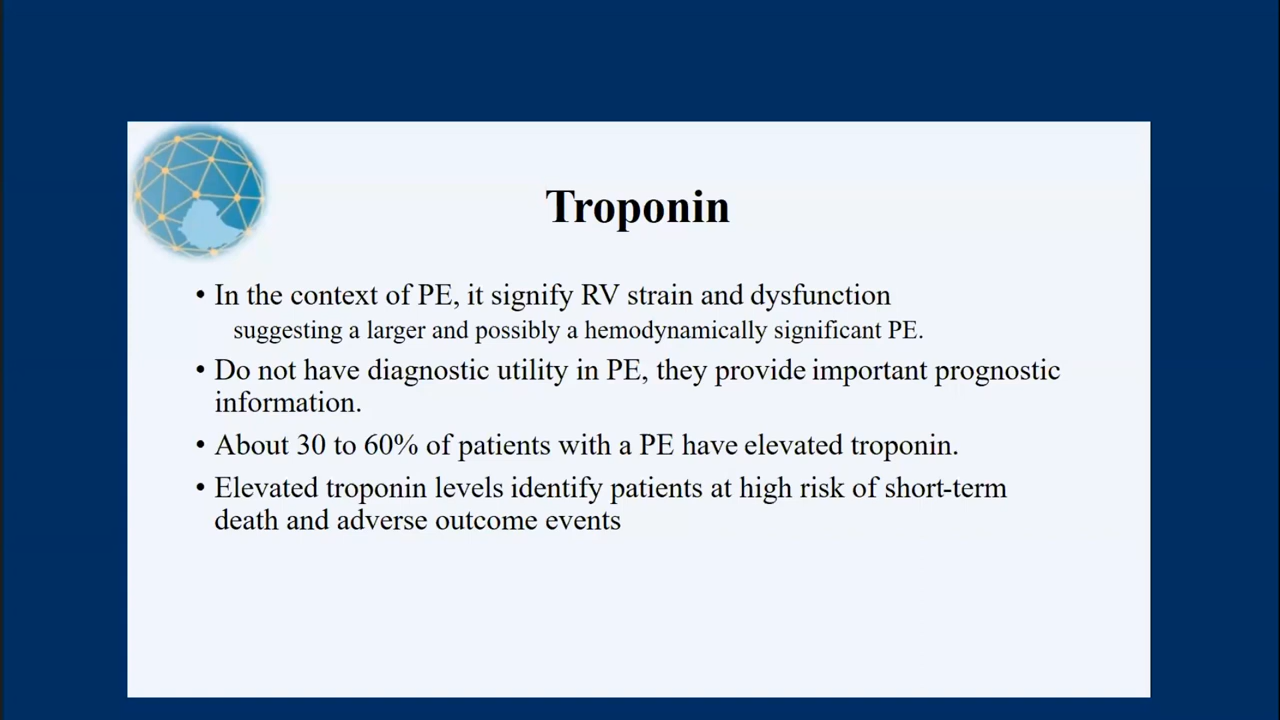 Troponin
• In the context of PE, it signify RV strain and dysfunction
suggesting a larger and possibly a hemodynamically significant PE.
• Do not have diagnostic utility in PE, they provide important prognostic
information.
• About 30 to 60% of patients with a PE have elevated troponin.
• Elevated troponin levels identify patients at high risk of short-term
death and adverse outcome events